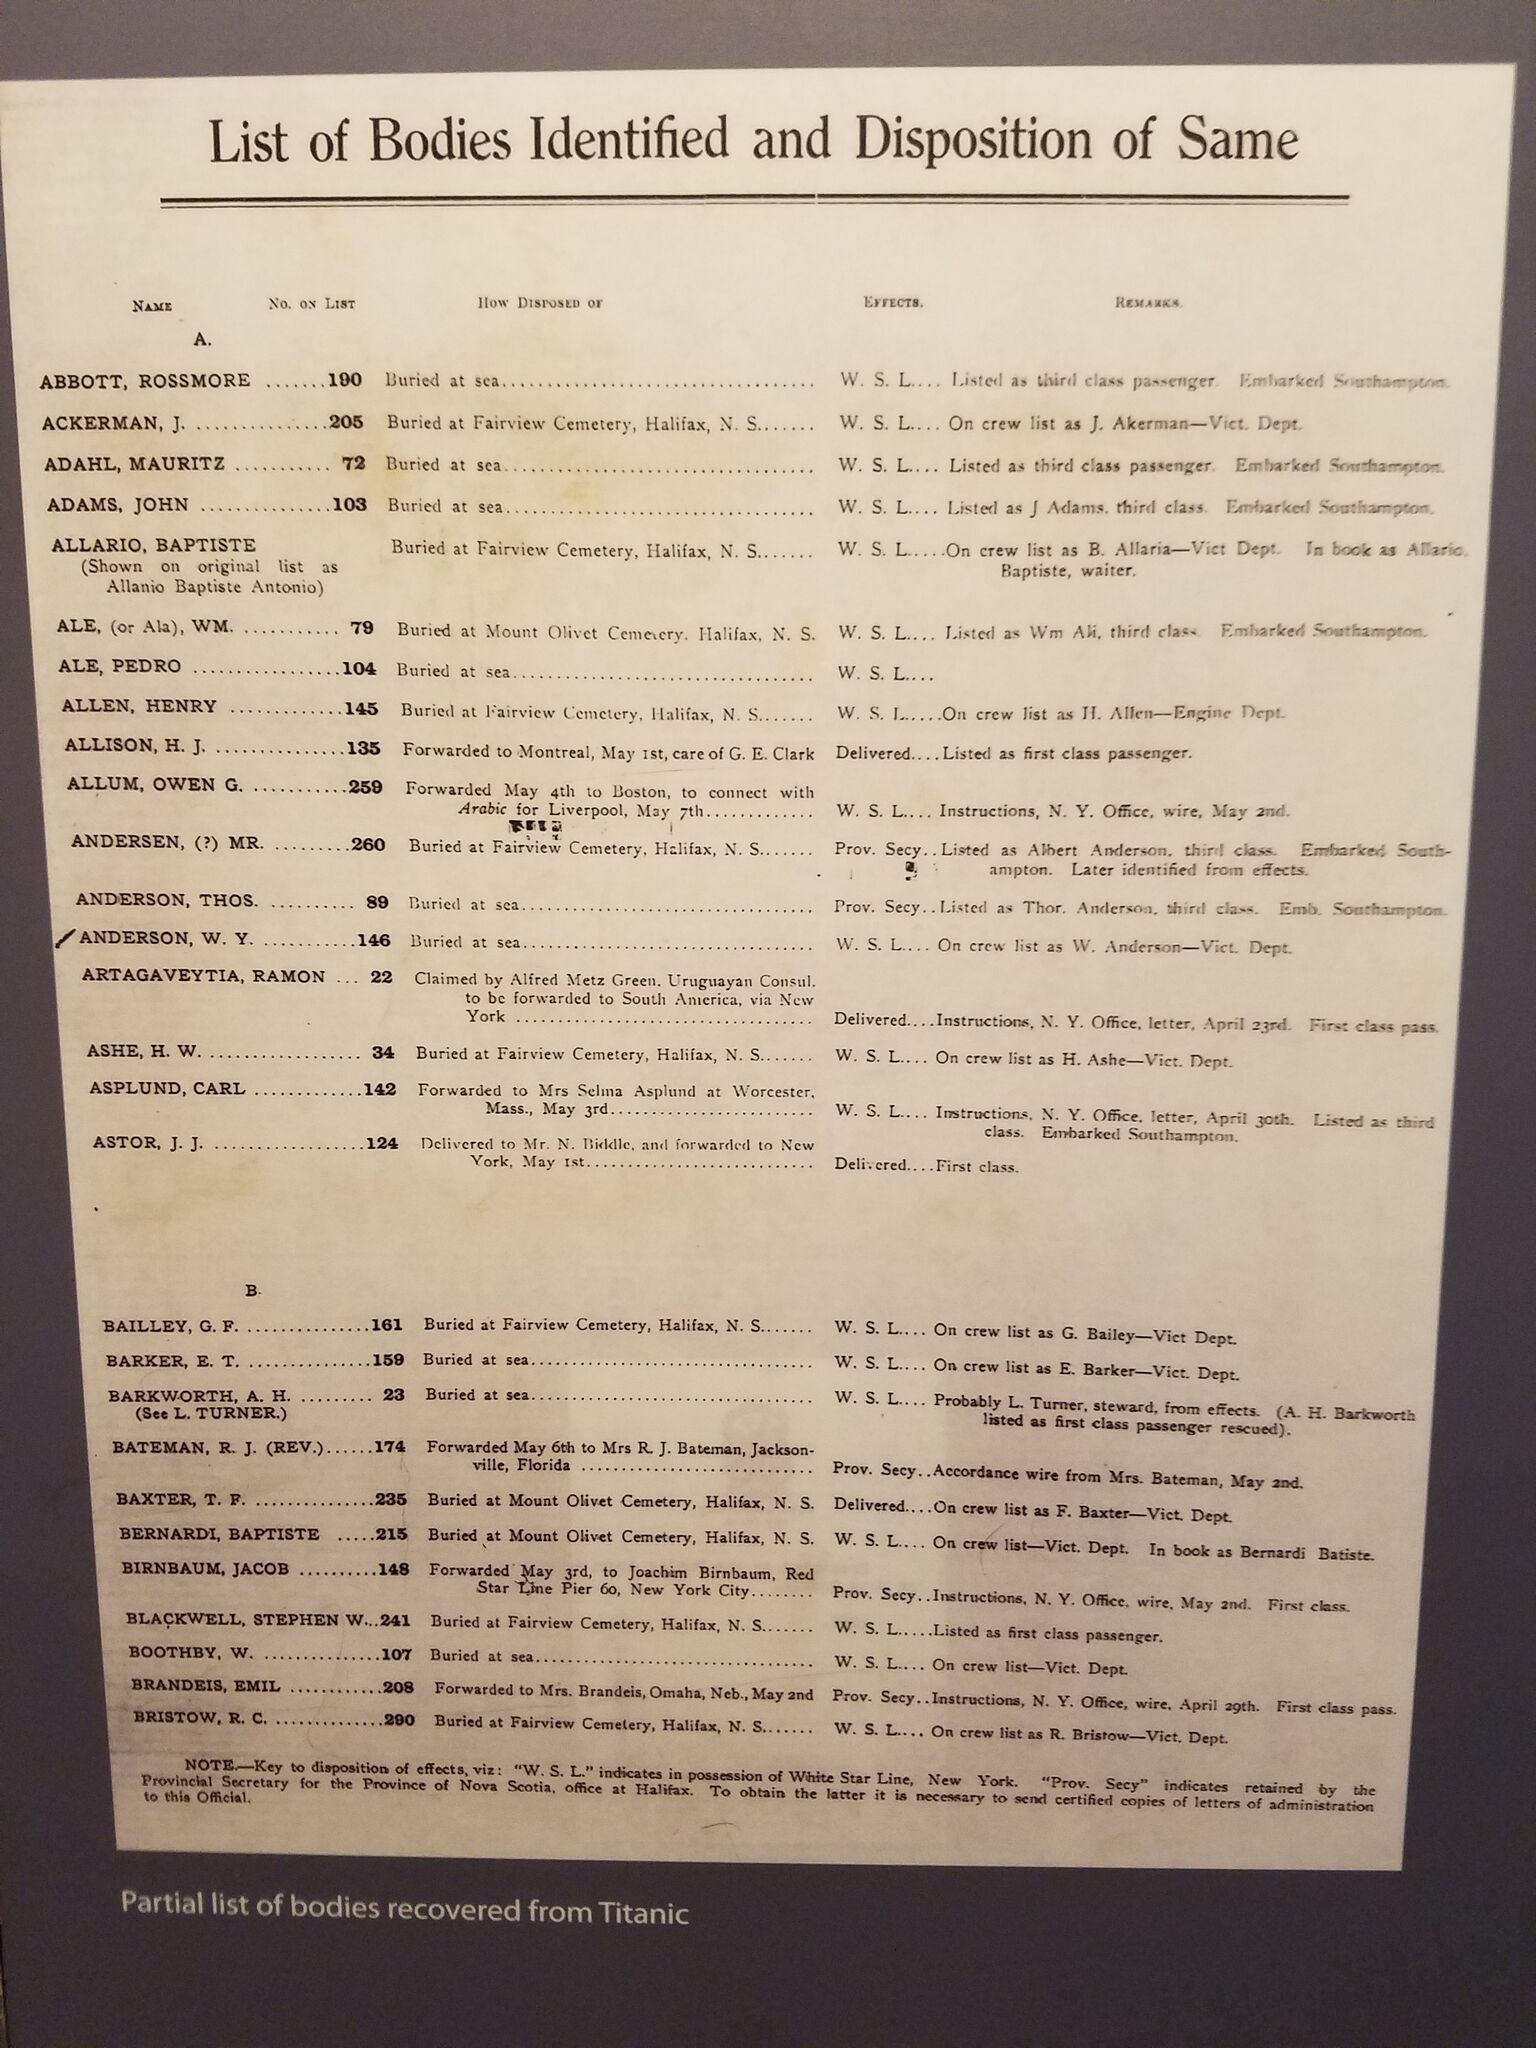 List of Bodies Identified and Disposition of Same
NAME No. ON LIST HOW DISPOSED OF EFFECTS. REMARKS.
A.
ABBOTT, ROSSMORE .......190 Buried at sea................................ W. S. L.... Listed as third class passenger. Embarked Southampton.
ACKERMAN, J. ...............205 Buried at Fairview Cemetery, Halifax, N. S....... W. S. L.... On crew list as J. Akerman—Vict. Dept.
ADAHL, MAURITZ ........... 72 Buried at sea................................ W. S. L.... Listed as third class passenger. Embarked Southampton.
ADAMS, JOHN ...............103 Buried at sea................................ W. S. L.... Listed as J Adams, third class. Embarked Southampton.
ALLARIO, BAPTISTE Buried at Fairview Cemetery, Halifax, N. S....... W. S. L.....On crew list as B. Allaria—Vict Dept. In book as Allario,
(Shown on original list as Baptiste, waiter.
Allanio Baptiste Antonio)
ALE, (or Ala), WM. ........... 79 Buried at Mount Olivet Cemetery. Halifax, N. S. W. S. L.... Listed as Wm Ali, third class. Embarked Southampton.
ALE, PEDRO .................104 Buried at sea............................... W. S. L....
ALLEN, HENRY .............145 Buried at Fairview Cemetery, Halifax, N. S....... W. S. L.....On crew list as H. Allen—Engine Dept.
ALLISON, H. J. ...............135 Forwarded to Montreal, May 1st, care of G. E. Clark Delivered....Listed as first class passenger.
ALLUM, OWEN G. ...........259 Forwarded May 4th to Boston, to connect with
Arabic for Liverpool, May 7th............. W. S. L.... Instructions, N. Y. Office, wire, May 2nd.
ANDERSEN, (?) MR. .........260 Buried at Fairview Cemetery, Halifax, N. S....... Prov. Secy..Listed as Albert Anderson, third class. Embarked South-
ampton. Later identified from effects.
ANDERSON, THOS. .......... 89 Buried at sea.............................. Prov. Secy..Listed as Thor. Anderson, third class. Emb. Southampton.
ANDERSON, W. Y. ...........146 Buried at sea.............................. W. S. L.... On crew list as W. Anderson—Vict. Dept.
ARTAGAVEYTIA, RAMON ... 22 Claimed by Alfred Metz Green, Uruguayan Consul,
to be forwarded to South America, via New
York .................................. Delivered....Instructions, N. Y. Office, letter, April 23rd. First class pass.
ASHE, H. W. .................. 34 Buried at Fairview Cemetery, Halifax, N. S....... W. S. L.... On crew list as H. Ashe—Vict. Dept.
ASPLUND, CARL .............142 Forwarded to Mrs Selma Asplund at Worcester,
Mass., May 3rd......................... W. S. L.... Instructions, N. Y. Office, letter, April 30th. Listed as third
class. Embarked Southampton.
ASTOR, J. J. ..................124 Delivered to Mr. N. Biddle, and forwarded to New
York, May 1st............................ Delivered....First class.
B.
BAILLEY, G. F. ...............161 Buried at Fairview Cemetery, Halifax, N. S....... W. S. L.... On crew list as G. Bailey—Vict Dept.
BARKER, E. T. ...............159 Buried at sea................................ W. S. L.... On crew list as E. Barker—Vict. Dept.
BARKWORTH, A. H. ......... 23 Buried at sea................................ W. S. L.... Probably L. Turner, steward, from effects. (A. H. Barkworth
(See L. TURNER.) listed as first class passenger rescued).
BATEMAN, R. J. (REV.)......174 Forwarded May 6th to Mrs R. J. Bateman, Jackson-
ville, Florida ............................ Prov. Secy..Accordance wire from Mrs. Bateman, May 2nd.
BAXTER, T. F. ...............235 Buried at Mount Olivet Cemetery, Halifax, N. S. Delivered....On crew list as F. Baxter—Vict. Dept.
BERNARDI, BAPTISTE .....215 Buried at Mount Olivet Cemetery, Halifax, N. S. W. S. L.... On crew list—Vict. Dept. In book as Bernardi Batiste.
BIRNBAUM, JACOB ..........148 Forwarded May 3rd, to Joachim Birnbaum, Red
Star Line Pier 60, New York City........ Prov. Secy..Instructions, N. Y. Office, wire, May 2nd. First class.
BLACKWELL, STEPHEN W...241 Buried at Fairview Cemetery, Halifax, N. S....... W. S. L.....Listed as first class passenger.
BOOTHBY, W. ...............107 Buried at sea.............................. W. S. L.... On crew list—Vict. Dept.
BRANDEIS, EMIL ............208 Forwarded to Mrs. Brandeis, Omaha, Neb., May 2nd Prov. Secy..Instructions, N. Y. Office, wire, April 29th. First class pass.
BRISTOW, R. C. .............290 Buried at Fairview Cemetery, Halifax, N. S....... W. S. L.... On crew list as R. Bristow—Vict. Dept.
NOTE.—Key to disposition of effects, viz: "W. S. L." indicates in possession of White Star Line, New York. "Prov. Secy" indicates retained by the
Provincial Secretary for the Province of Nova Scotia, office at Halifax. To obtain the latter it is necessary to send certified copies of letters of administration
to this Official.
Partial list of bodies recovered from Titanic